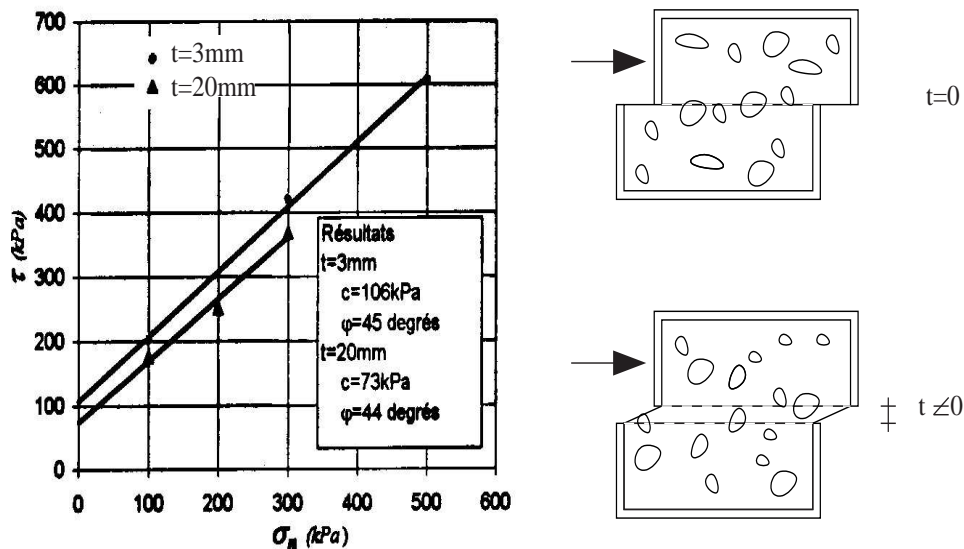 700
600
500
400
300
200
100
0
τ (kPa)
t=3mm
t=20mm
Résultats
t=3mm
c=106kPa
φ=45 degrés
t=20mm
c=73kPa
φ=44 degrés
0 100 200 300 400 500 600
σN (kPa)
t=0
t ≠0